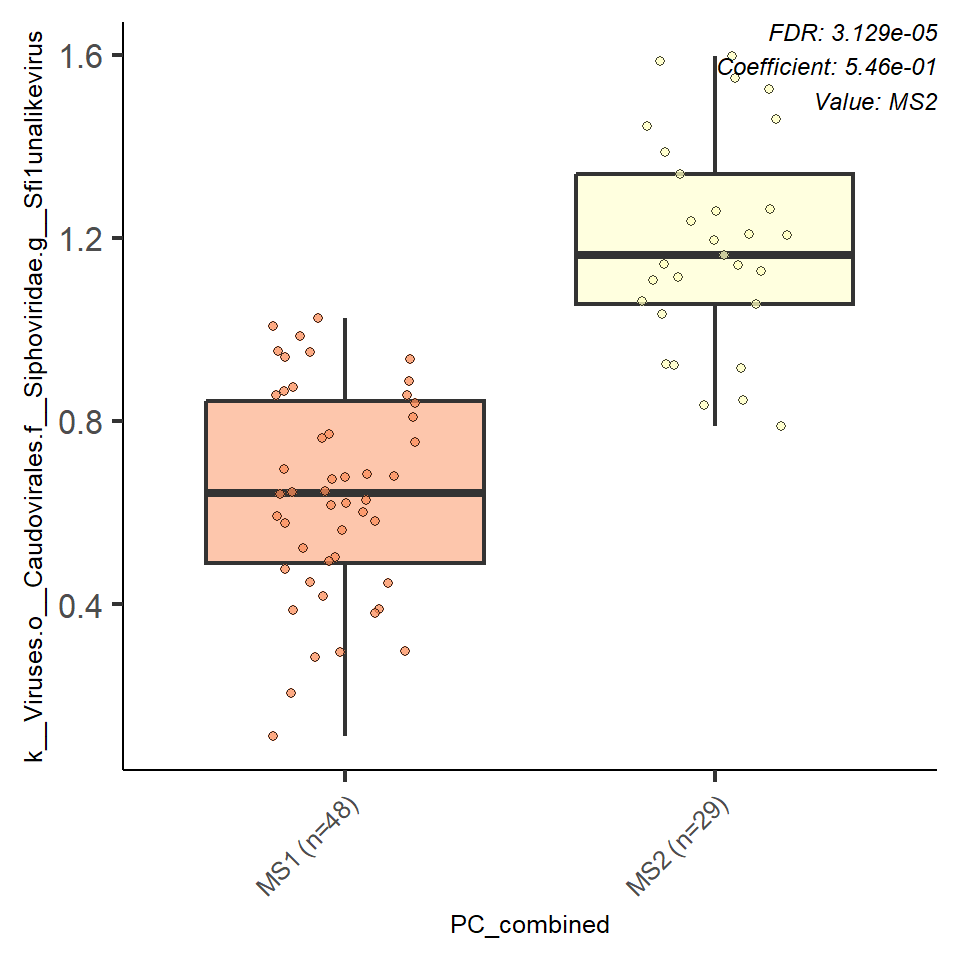 FDR: 3.129e-05
Coefficient: 5.46e-01
Value: MS2
k__Viruses.o__Caudovirales.f__Siphoviridae.g__Sfi1unalikevirus
1.6
1.2
0.8
0.4
MS1 (n=48)
MS2 (n=29)
PC_combined